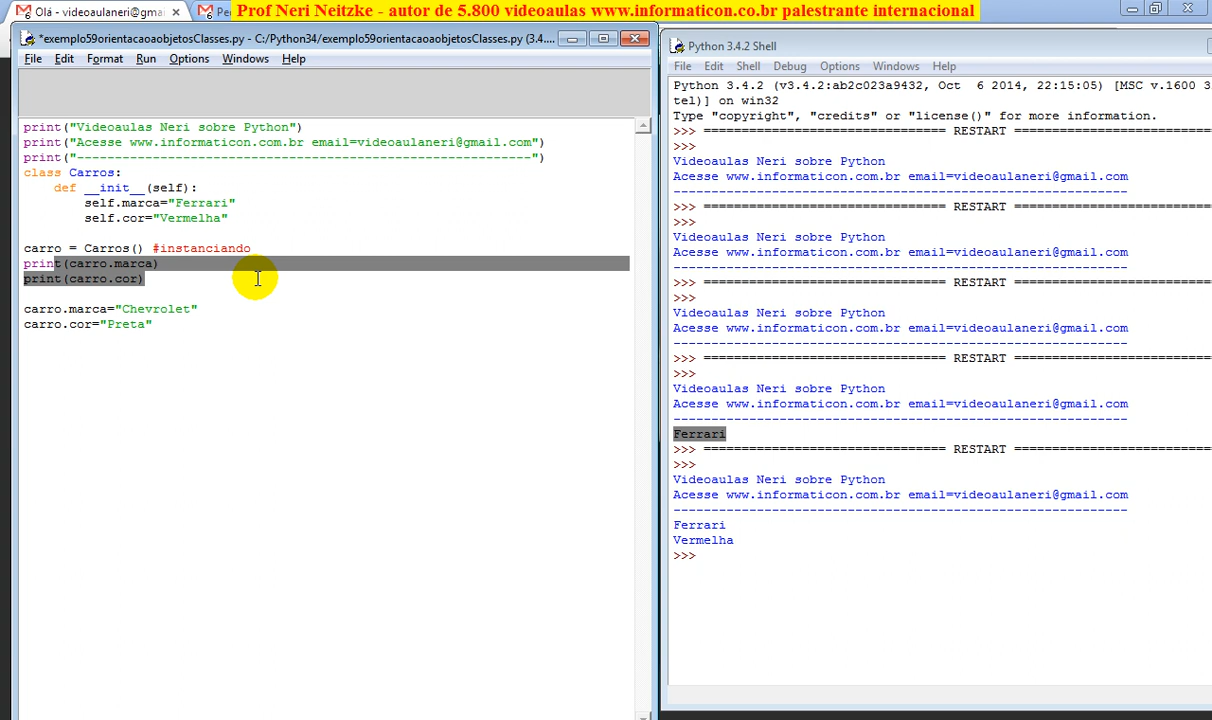 Olá - videoaulaneri@gmai
Prof Neri Neitzke - autor de 5.800 videoaulas www.informaticon.co.br palestrante internacional
*exemplo59orientacaoaobjetosClasses.py - C:/Python34/exemplo59orientacaoaobjetosClasses.py (3.4....
File Edit Format Run Options Windows Help
print("Videoaulas Neri sobre Python")
print("Acesse www.informaticon.com.br email=videoaulaneri@gmail.com")
print("------------------------------------------------------------")
class Carros:
    def __init__(self):
        self.marca="Ferrari"
        self.cor="Vermelha"
carro = Carros() #instanciando
print(carro.marca)
print(carro.cor)
carro.marca="Chevrolet"
carro.cor="Preta"
Python 3.4.2 Shell
File Edit Shell Debug Options Windows Help
Python 3.4.2 (v3.4.2:ab2c023a9432, Oct  6 2014, 22:15:05) [MSC v.1600 3
tel)] on win32
Type "copyright", "credits" or "license()" for more information.
>>> ================================ RESTART ================================
>>>
Videoaulas Neri sobre Python
Acesse www.informaticon.com.br email=videoaulaneri@gmail.com
------------------------------------------------------------
>>> ================================ RESTART ================================
>>>
Videoaulas Neri sobre Python
Acesse www.informaticon.com.br email=videoaulaneri@gmail.com
------------------------------------------------------------
>>> ================================ RESTART ================================
>>>
Videoaulas Neri sobre Python
Acesse www.informaticon.com.br email=videoaulaneri@gmail.com
------------------------------------------------------------
>>> ================================ RESTART ================================
>>>
Videoaulas Neri sobre Python
Acesse www.informaticon.com.br email=videoaulaneri@gmail.com
------------------------------------------------------------
Ferrari
>>> ================================ RESTART ================================
>>>
Videoaulas Neri sobre Python
Acesse www.informaticon.com.br email=videoaulaneri@gmail.com
------------------------------------------------------------
Ferrari
Vermelha
>>>